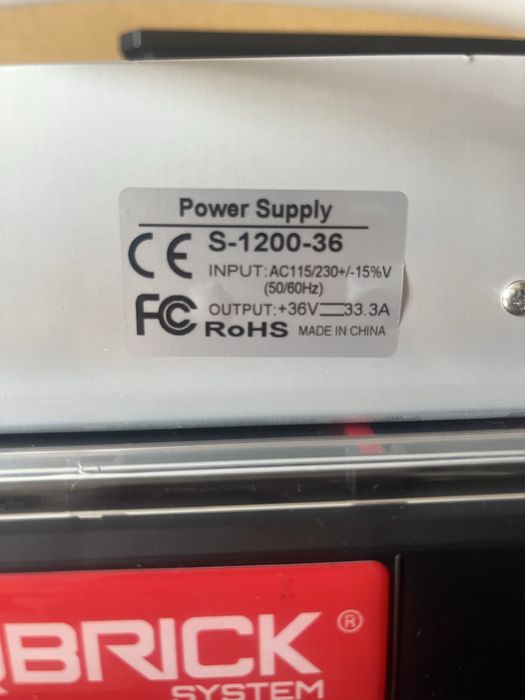 Power Supply
S-1200-36
INPUT:AC115/230+/-15%V
(50/60Hz)
OUTPUT:+36V⎓33.3A
FC RoHS MADE IN CHINA
CE
BRICK ®
SYSTEM